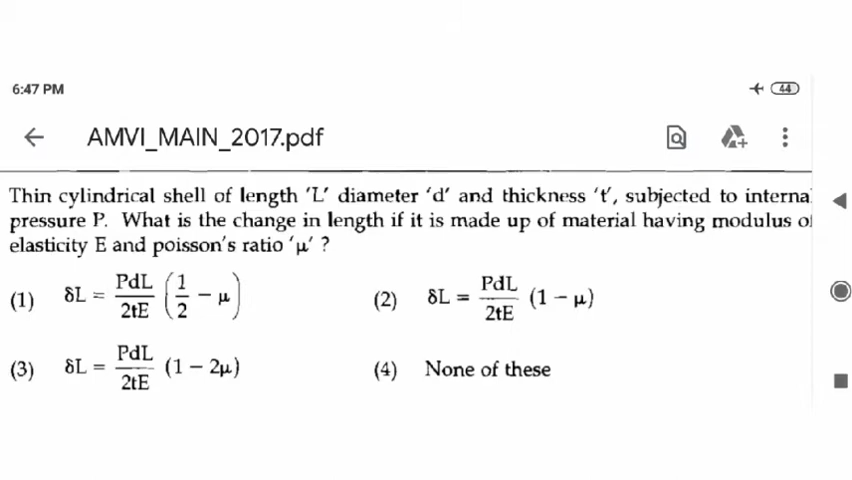 6:47 PM
44
AMVI_MAIN_2017.pdf
Thin cylindrical shell of length 'L' diameter 'd' and thickness 't', subjected to interna
pressure P. What is the change in length if it is made up of material having modulus o
elasticity E and poisson's ratio 'μ' ?
(1) δL = PdL/2tE (1/2 − μ)
(2) δL = PdL/2tE (1 − μ)
(3) δL = PdL/2tE (1 − 2μ)
(4) None of these